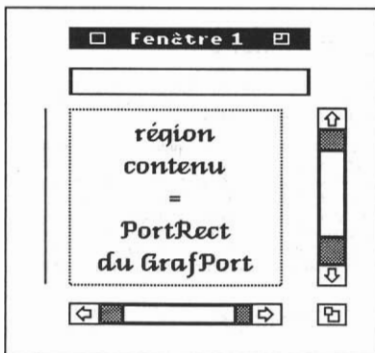 Fenêtre 1
région
contenu
=
PortRect
du GrafPort